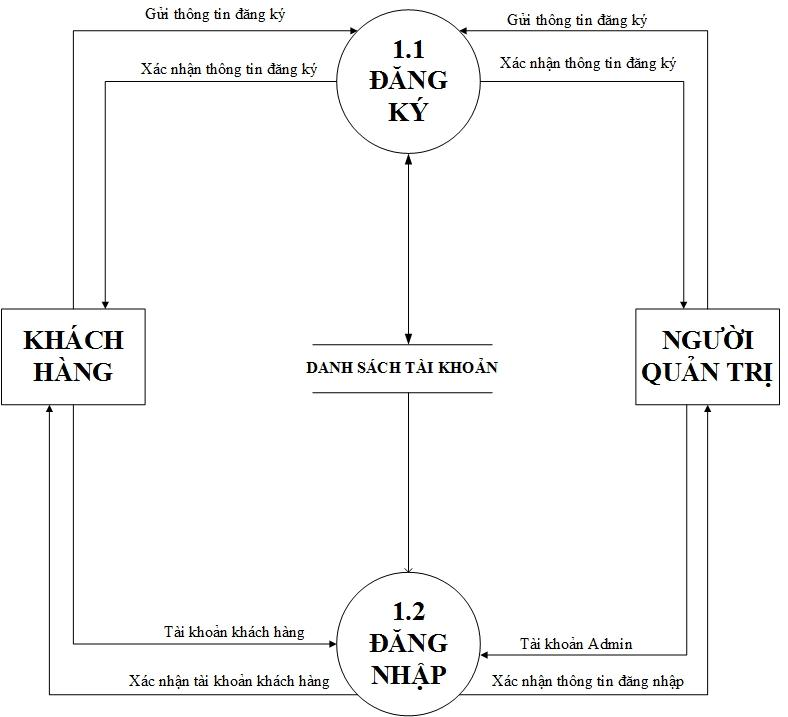 Gửi thông tin đăng ký
Gửi thông tin đăng ký
1.1
ĐĂNG
KÝ
Xác nhận thông tin đăng ký
Xác nhận thông tin đăng ký
KHÁCH
HÀNG
NGƯỜI
QUẢN TRỊ
DANH SÁCH TÀI KHOẢN
1.2
ĐĂNG
NHẬP
Tài khoản khách hàng
Tài khoản Admin
Xác nhận tài khoản khách hàng
Xác nhận thông tin đăng nhập